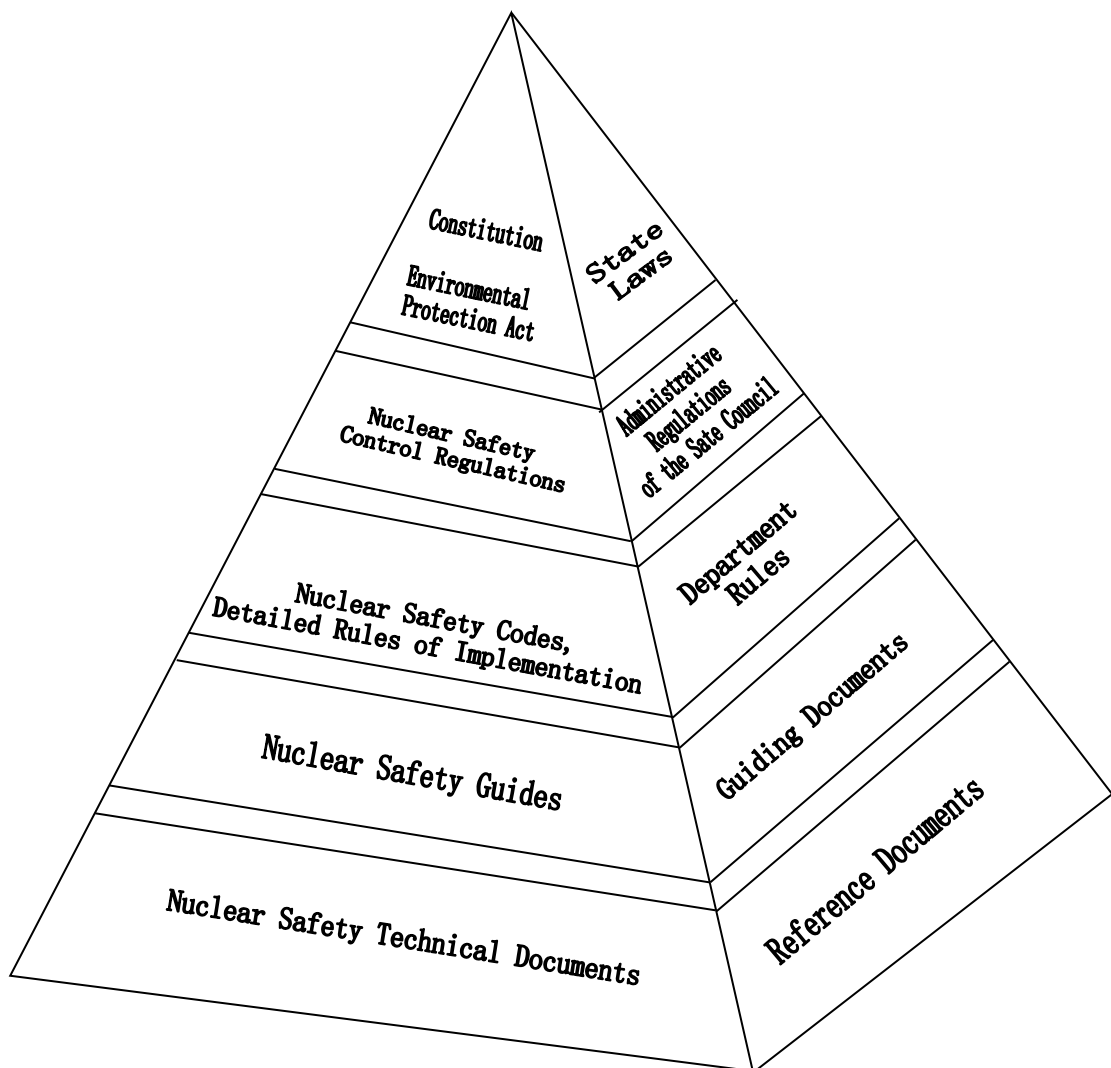 Constitution
Environmental
Protection Act
State
Laws
Nuclear Safety
Control Regulations
Administrative
Regulations
of the Sate Council
Nuclear Safety Codes,
Detailed Rules of Implementation
Department
Rules
Nuclear Safety Guides
Guiding Documents
Nuclear Safety Technical Documents
Reference Documents